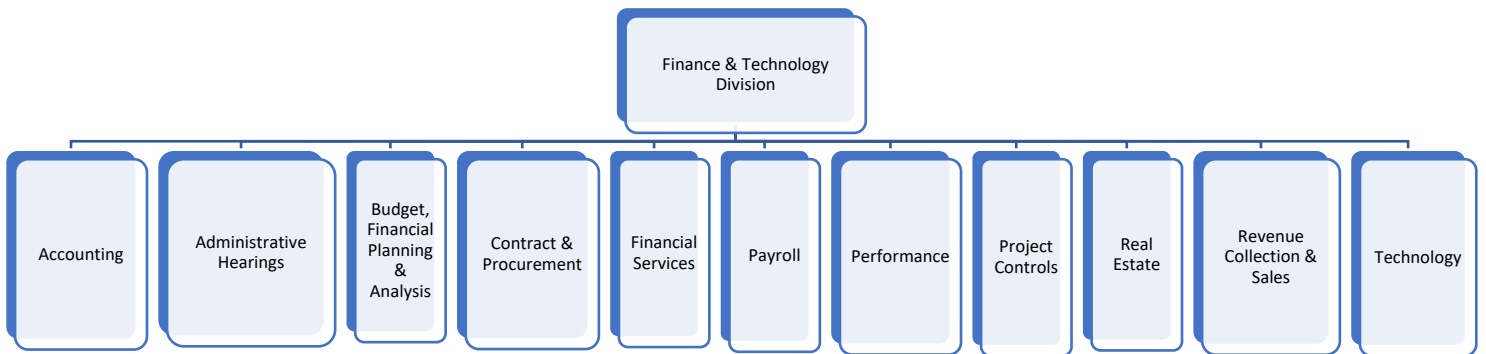 Finance & Technology
Division
Accounting
Administrative
Hearings
Budget,
Financial
Planning
&
Analysis
Contract &
Procurement
Financial
Services
Payroll
Performance
Project
Controls
Real
Estate
Revenue
Collection &
Sales
Technology